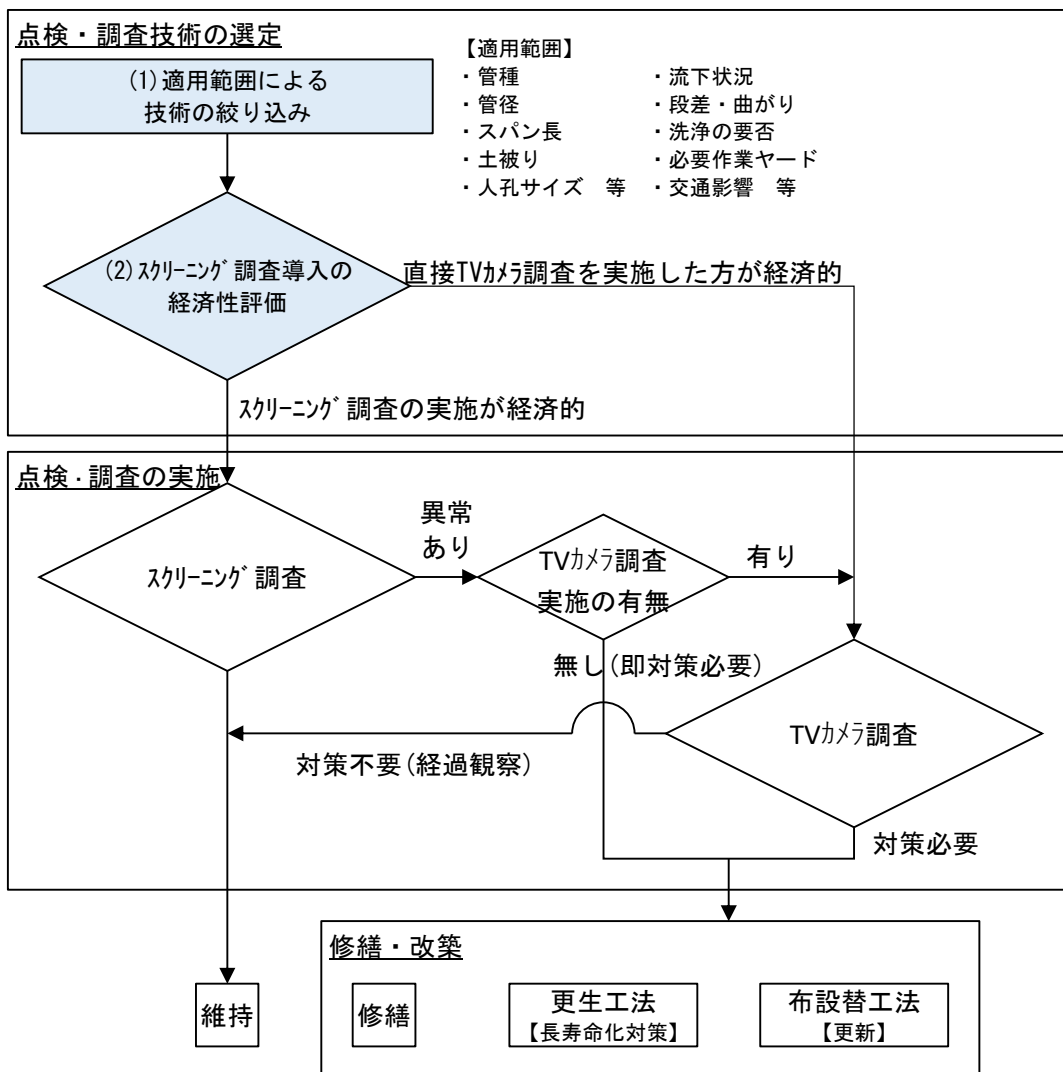 点検・調査技術の選定
(1)適用範囲による
技術の絞り込み
【適用範囲】
・管種
・管径
・スパン長
・土被り
・人孔サイズ 等
・流下状況
・段差・曲がり
・洗浄の要否
・必要作業ヤード
・交通影響 等
(2)ｽｸﾘｰﾆﾝｸﾞ調査導入の
経済性評価
直接TVｶﾒﾗ調査を実施した方が経済的
ｽｸﾘｰﾆﾝｸﾞ調査の実施が経済的
点検・調査の実施
ｽｸﾘｰﾆﾝｸﾞ調査
異常
あり
TVｶﾒﾗ調査
実施の有無
有り
無し(即対策必要)
TVｶﾒﾗ調査
対策不要(経過観察)
対策必要
修繕・改築
維持
修繕
更生工法
【長寿命化対策】
布設替工法
【更新】